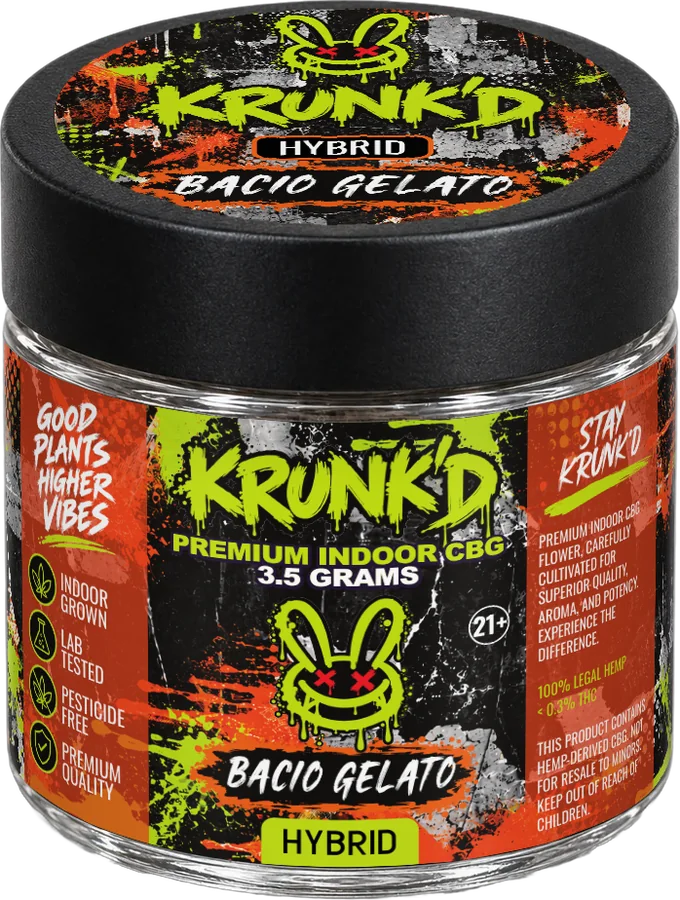 KRUNK'D
HYBRID
BACIO GELATO
GOOD
PLANTS
HIGHER
VIBES
INDOOR
GROWN
LAB
TESTED
PESTICIDE
FREE
PREMIUM
QUALITY
KRUNK'D
PREMIUM INDOOR CBG
3.5 GRAMS
21+
BACIO GELATO
HYBRID
STAY
KRUNK'D
PREMIUM INDOOR CBG
FLOWER, CAREFULLY
CULTIVATED FOR
SUPERIOR QUALITY,
AROMA, AND POTENCY.
EXPERIENCE THE
DIFFERENCE.
100% LEGAL HEMP
< 0.3% THC
THIS PRODUCT CONTAINS
HEMP-DERIVED CBG. NOT
FOR RESALE TO MINORS.
KEEP OUT OF REACH OF
CHILDREN.